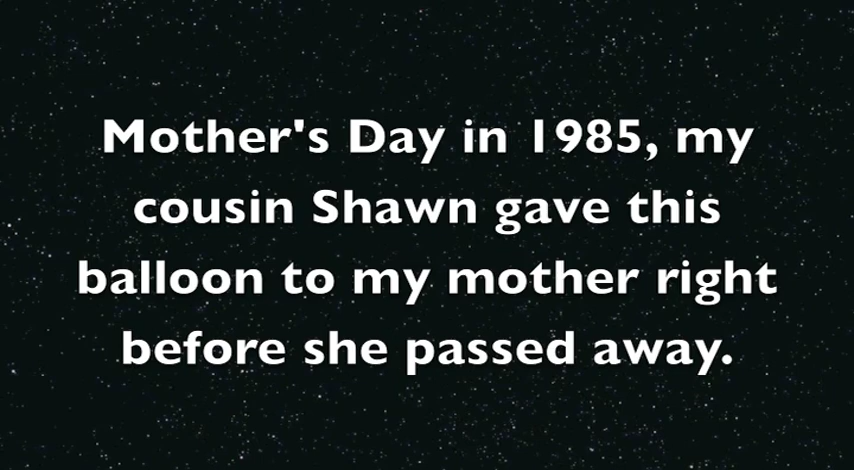 Mother's Day in 1985, my
cousin Shawn gave this
balloon to my mother right
before she passed away.